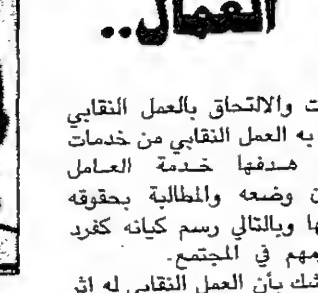 العمال..
ت والالتحاق بالعمل النقابي
به العمل النقابي من خدمات
هدفها خدمة العامل
ن وضعه والمطالبة بحقوقه
ها وبالتالي رسم كيانه كفرد
مهم في المجتمع.
شك بأن العمل النقابي له اثر